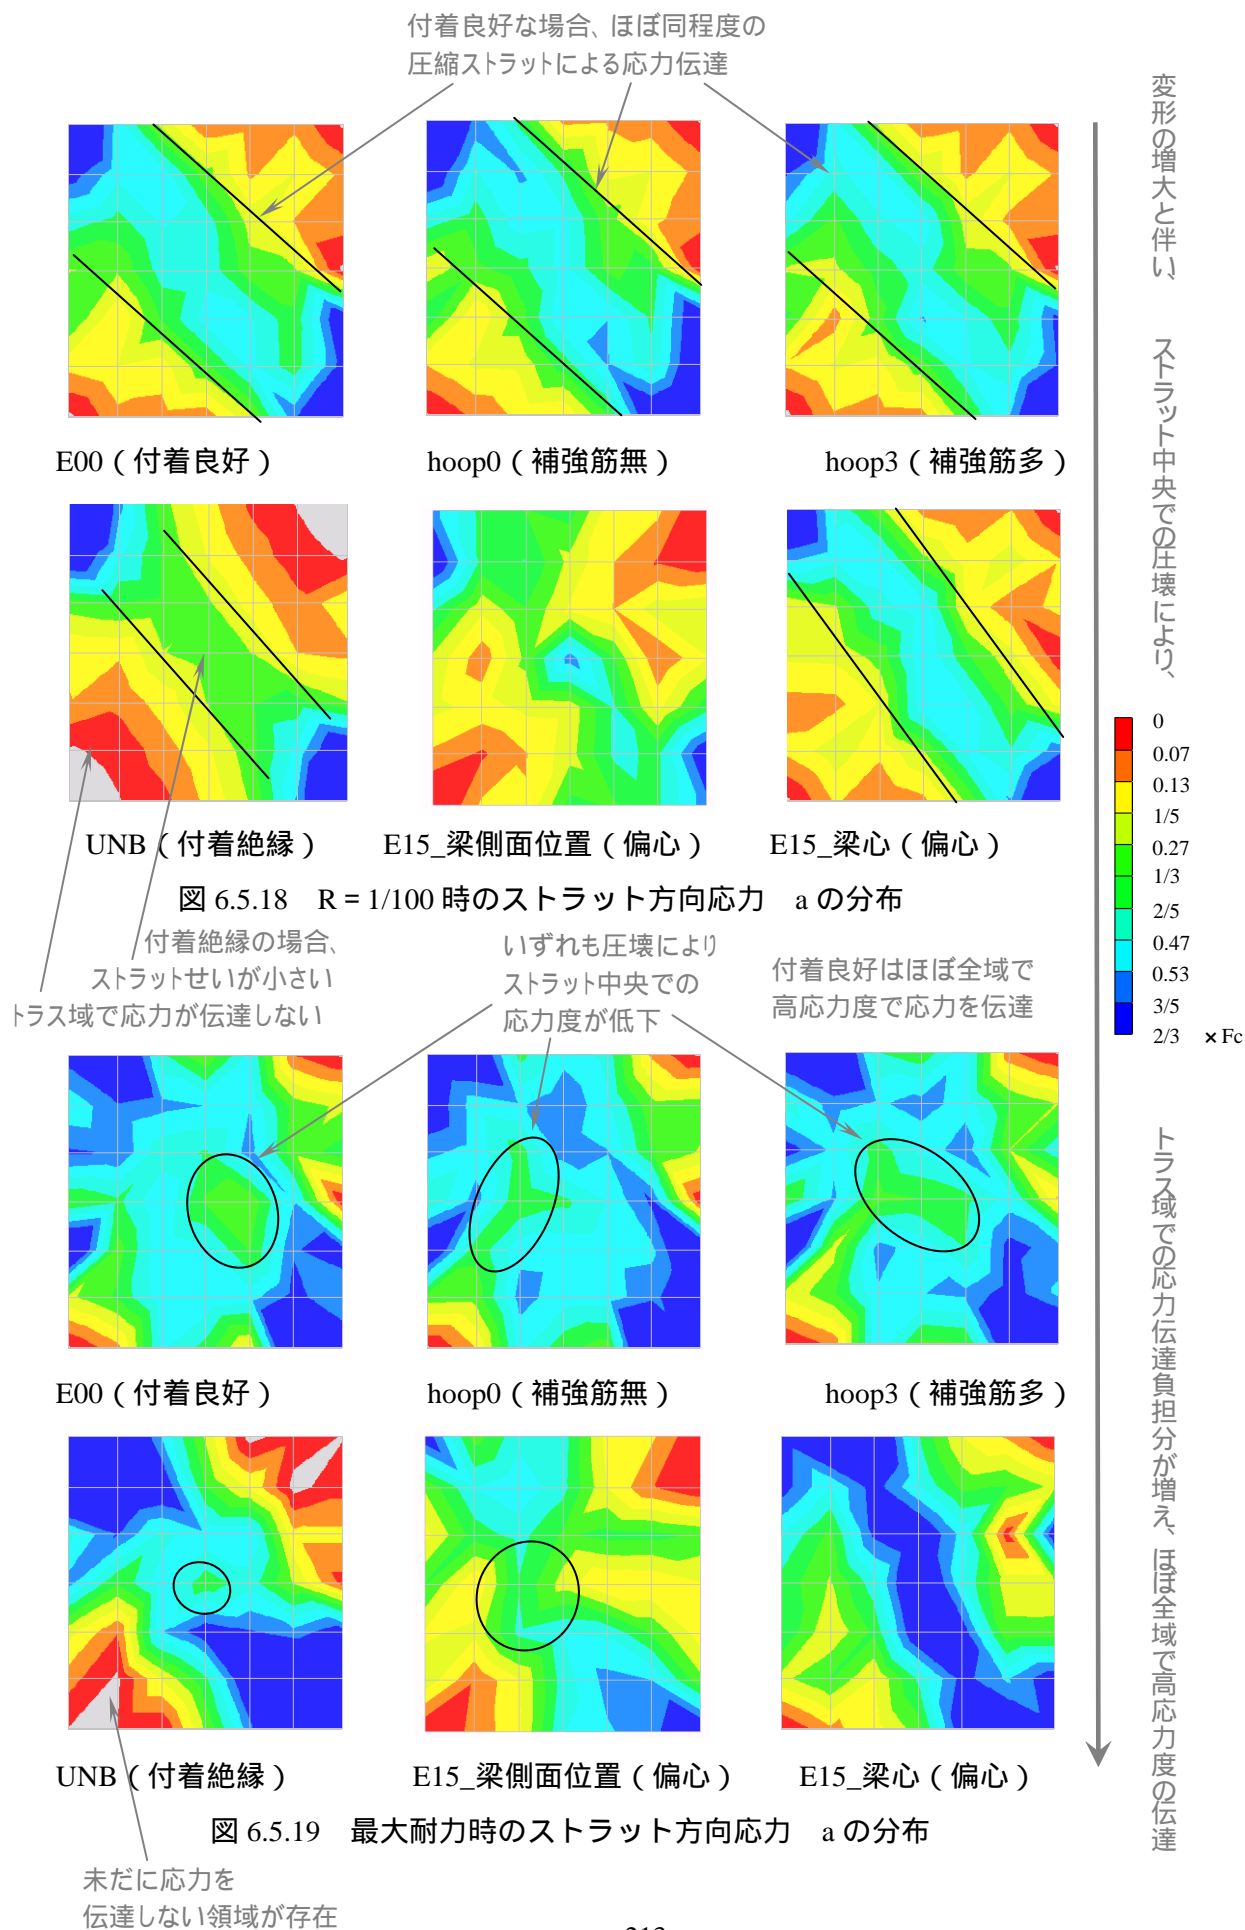 付着良好な場合、ほぼ同程度の
圧縮ストラットによる応力伝達
変形の増大と伴い、 ストラット中央での圧壊により、 トラス域での応力伝達負担分が増え、ほぼ全域で高応力度の伝達
E00（付着良好）
hoop0（補強筋無）
hoop3（補強筋多）
UNB（付着絶縁）
E15_梁側面位置（偏心）
E15_梁心（偏心）
0
0.07
0.13
1/5
0.27
1/3
2/5
0.47
0.53
3/5
2/3 ×Fc
図 6.5.18 R = 1/100 時のストラット方向応力 a の分布
付着絶縁の場合、
ストラットせいが小さい
トラス域で応力が伝達しない
いずれも圧壊により
ストラット中央での
応力度が低下
付着良好はほぼ全域で
高応力度で応力を伝達
E00（付着良好）
hoop0（補強筋無）
hoop3（補強筋多）
UNB（付着絶縁）
E15_梁側面位置（偏心）
E15_梁心（偏心）
図 6.5.19 最大耐力時のストラット方向応力 a の分布
未だに応力を
伝達しない領域が存在